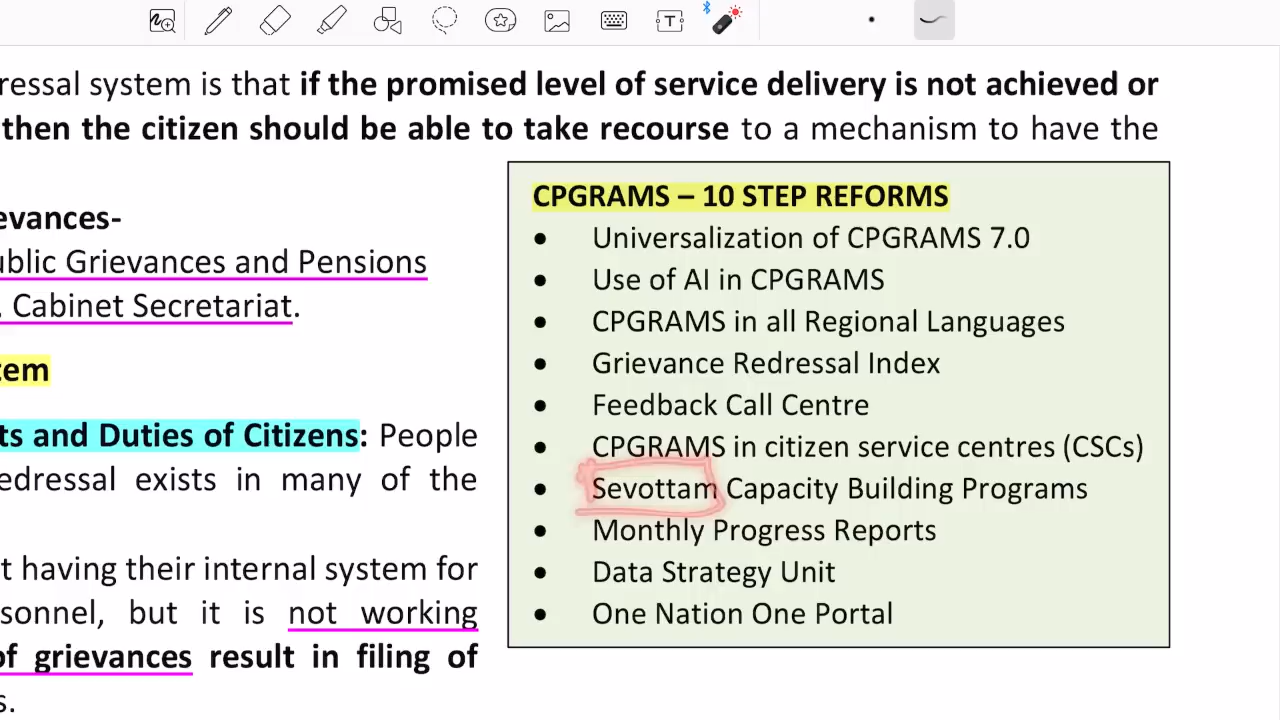 ressal system is that if the promised level of service delivery is not achieved or
then the citizen should be able to take recourse to a mechanism to have the
evances-
ublic Grievances and Pensions
. Cabinet Secretariat.
tem
ts and Duties of Citizens: People
edressal exists in many of the
t having their internal system for
rsonnel, but it is not working
of grievances result in filing of
s.
CPGRAMS – 10 STEP REFORMS
• Universalization of CPGRAMS 7.0
• Use of AI in CPGRAMS
• CPGRAMS in all Regional Languages
• Grievance Redressal Index
• Feedback Call Centre
• CPGRAMS in citizen service centres (CSCs)
• Sevottam Capacity Building Programs
• Monthly Progress Reports
• Data Strategy Unit
• One Nation One Portal